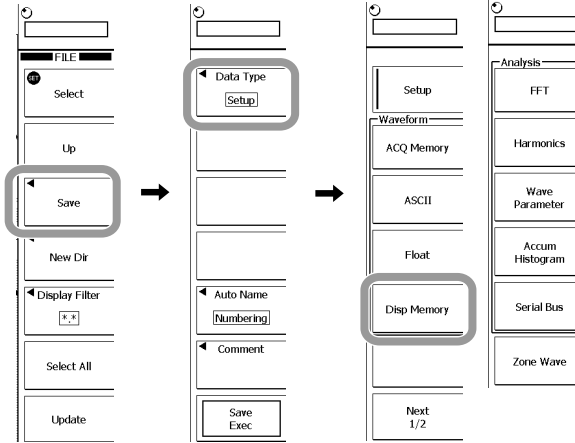 FILE
SET
Select
Up
Save
New Dir
Display Filter
*.*
Select All
Update
Data Type
Setup
Auto Name
Numbering
Comment
Save
Exec
Setup
Waveform
ACQ Memory
ASCII
Float
Disp Memory
Next
1/2
Analysis
FFT
Harmonics
Wave
Parameter
Accum
Histogram
Serial Bus
Zone Wave